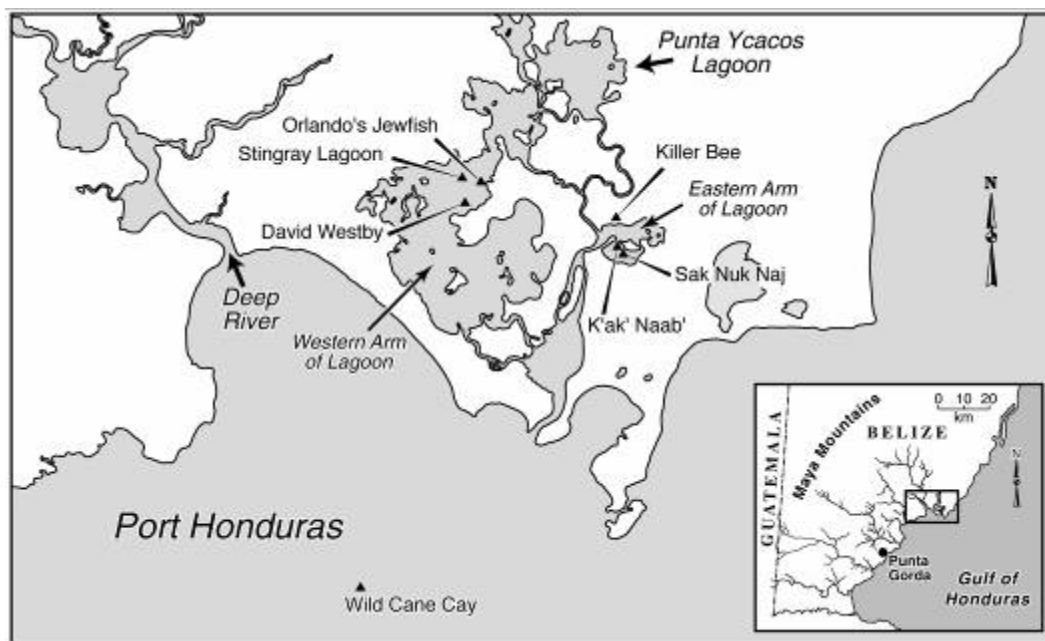 Punta Ycacos
Lagoon
Orlando's Jewfish
Stingray Lagoon
Killer Bee
Eastern Arm
of Lagoon
N
David Westby
Sak Nuk Naj
Deep
River
K'ak' Naab'
Western Arm
of Lagoon
Port Honduras
Wild Cane Cay
0 10 20
km
GUATEMALA
Maya Mountains
BELIZE
N
Punta
Gorda
Gulf of
Honduras